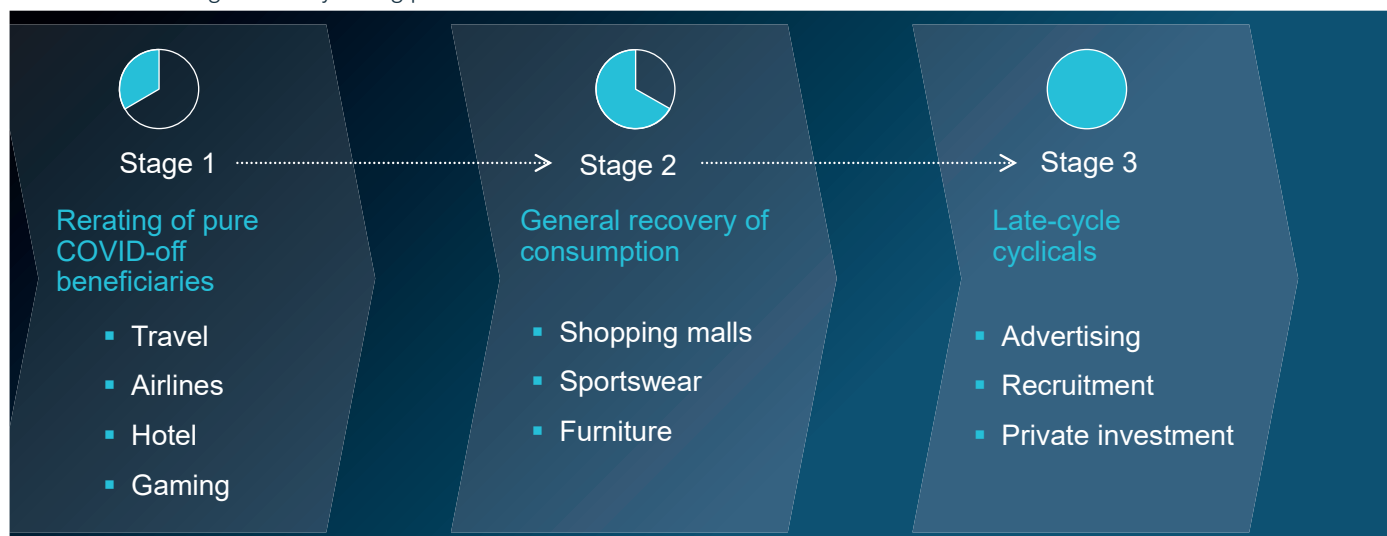 Stage 1
Rerating of pure
COVID-off
beneficiaries
▪ Travel
▪ Airlines
▪ Hotel
▪ Gaming
Stage 2
General recovery of
consumption
▪ Shopping malls
▪ Sportswear
▪ Furniture
Stage 3
Late-cycle
cyclicals
▪ Advertising
▪ Recruitment
▪ Private investment